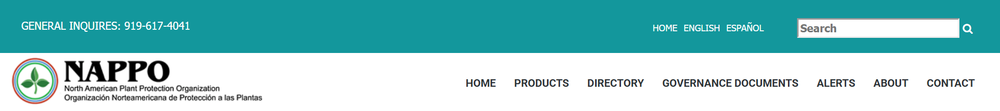 GENERAL INQUIRES: 919-617-4041
HOME ENGLISH ESPAÑOL
Search
NAPPO
North American Plant Protection Organization
Organización Norteamericana de Protección a las Plantas
HOME PRODUCTS DIRECTORY GOVERNANCE DOCUMENTS ALERTS ABOUT CONTACT